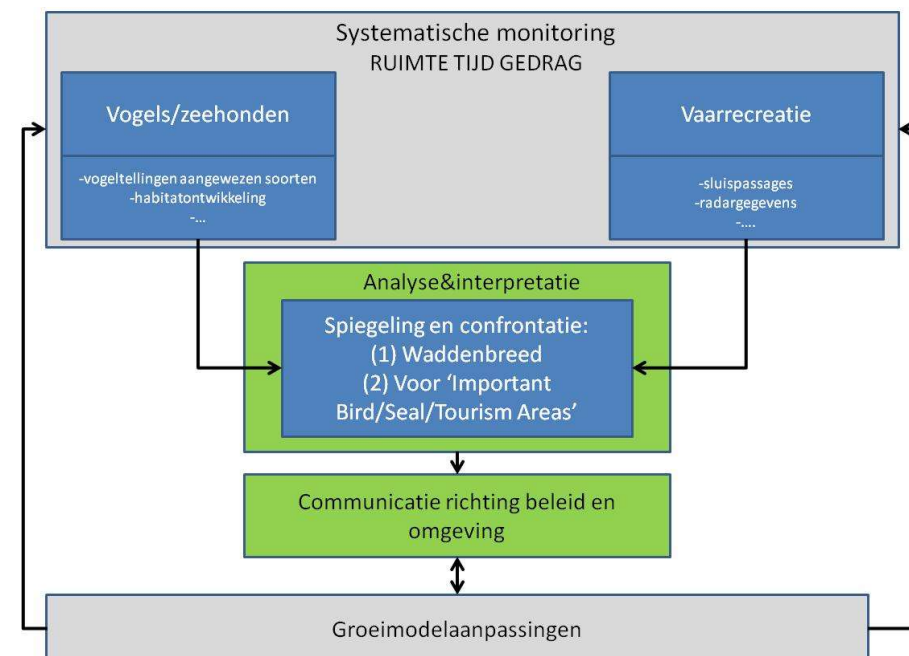 Systematische monitoring
RUIMTE TIJD GEDRAG
Vogels/zeehonden
-vogeltellingen aangewezen soorten
-habitatontwikkeling
-...
Vaarrecreatie
-sluispassages
-radargegevens
-....
Analyse&interpretatie
Spiegeling en confrontatie:
(1) Waddenbreed
(2) Voor ‘Important
Bird/Seal/Tourism Areas’
Communicatie richting beleid en
omgeving
Groeimodelaanpassingen